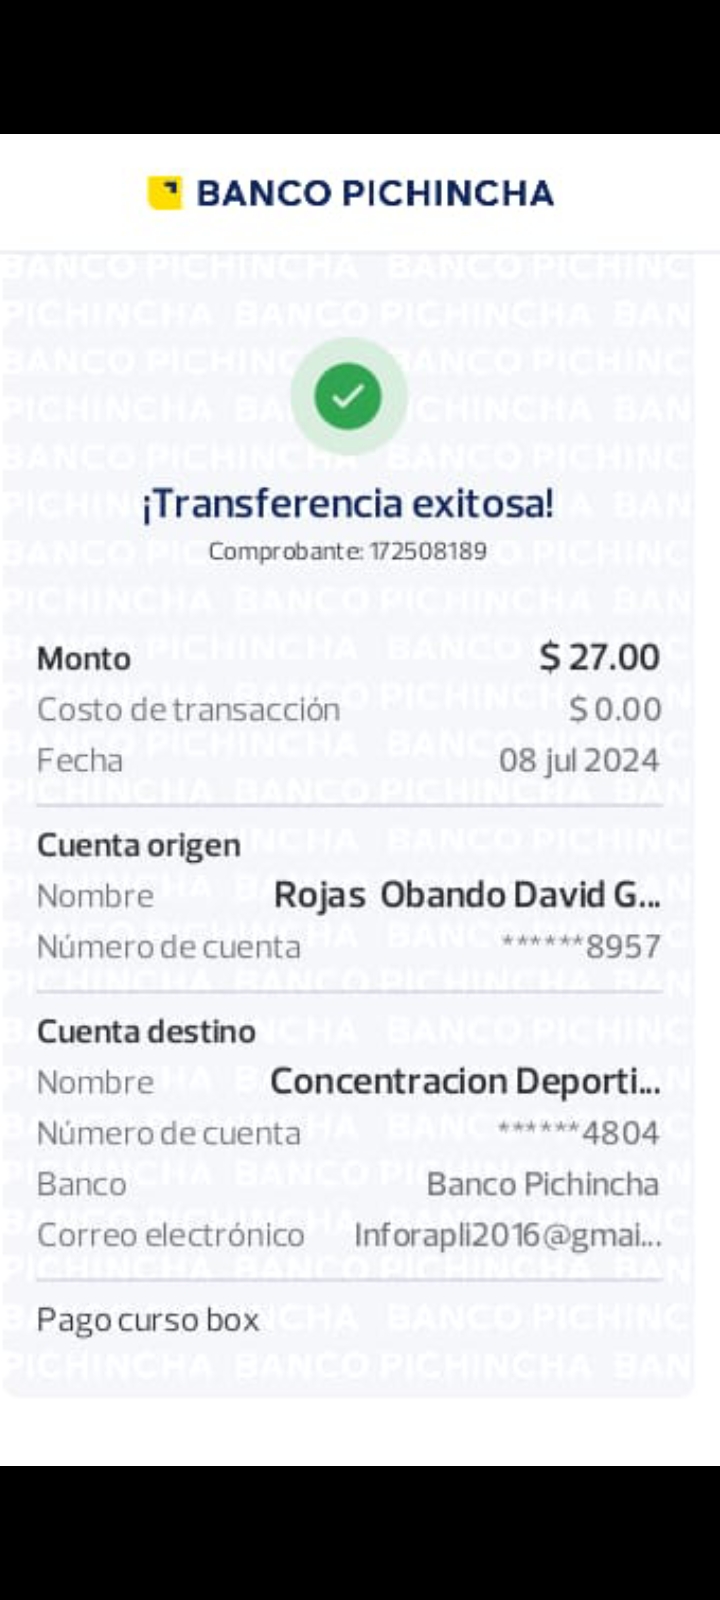 BANCO PICHINCHA
¡Transferencia exitosa!
Comprobante: 172508189
Monto $ 27.00
Costo de transacción $ 0.00
Fecha 08 jul 2024
Cuenta origen
Nombre Rojas Obando David G...
Número de cuenta ******8957
Cuenta destino
Nombre Concentracion Deporti...
Número de cuenta ******4804
Banco Banco Pichincha
Correo electrónico Inforapli2016@gmai...
Pago curso box